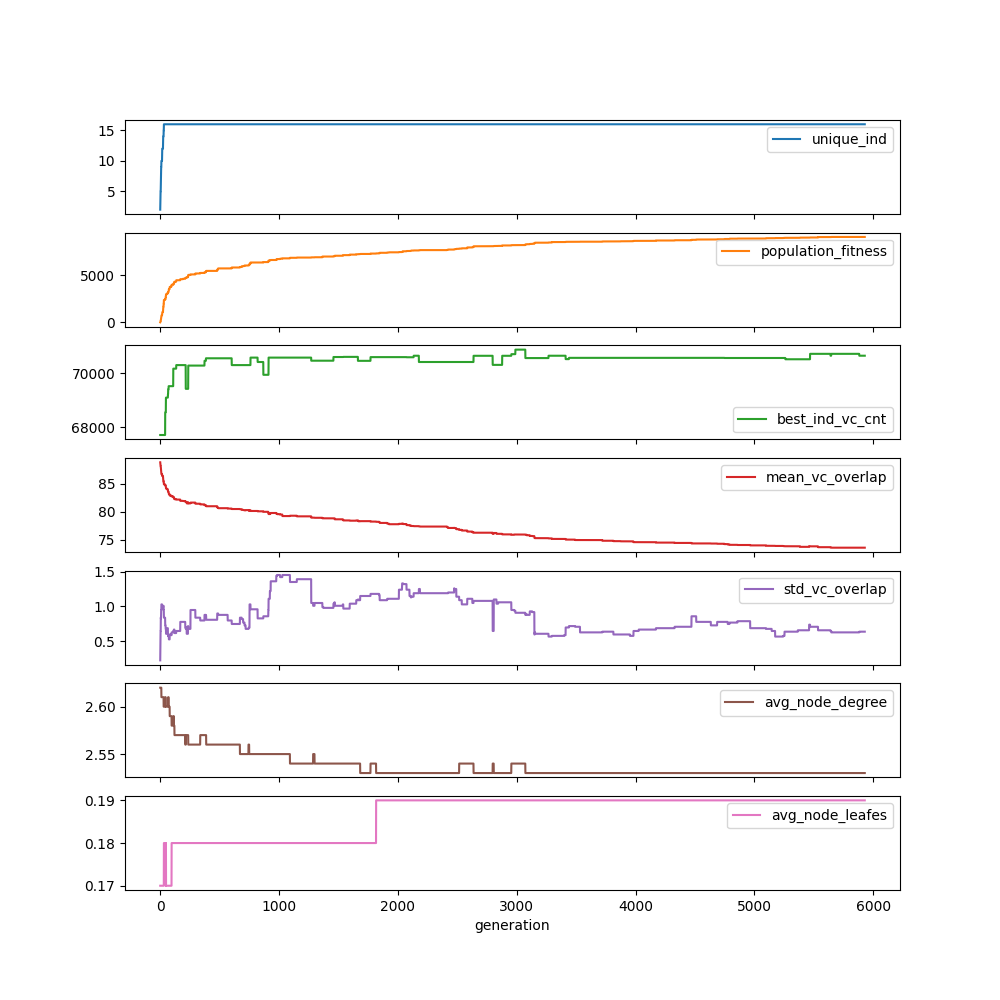 15
10
5
unique_ind
5000
0
population_fitness
70000
68000
best_ind_vc_cnt
85
80
75
mean_vc_overlap
1.5
1.0
0.5
std_vc_overlap
2.60
2.55
avg_node_degree
0.19
0.18
0.17
avg_node_leafes
0 1000 2000 3000 4000 5000 6000
generation